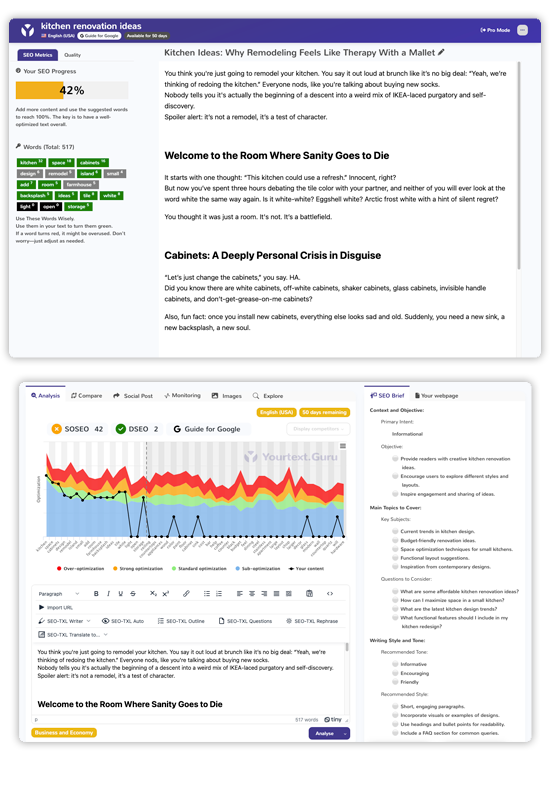 kitchen renovation ideas
English (USA) Guide for Google Available for 50 days
Pro Mode
SEO Metrics Quality
Your SEO Progress
42%
Add more content and use the suggested words
to reach 100%. The key is to have a well-
optimized text overall.
Words (Total: 517)
kitchen 12 space 18 cabinets 16
design 0 remodel 5 island 6 small 0
add 7 room 5 farmhouse 0
backsplash 3 ideas 5 tile 4 white 8
light 0 open 0 storage 5
Use These Words Wisely.
Use them in your text to turn them green.
If a word turns red, it might be overused. Don't
worry—just adjust as needed.
Kitchen Ideas: Why Remodeling Feels Like Therapy With a Mallet
You think you're just going to remodel your kitchen. You say it out loud at brunch like it's no big deal: "Yeah, we're
thinking of redoing the kitchen." Everyone nods, like you're talking about buying new socks.
Nobody tells you it's actually the beginning of a descent into a weird mix of IKEA-laced purgatory and self-
discovery.
Spoiler alert: it's not a remodel, it's a test of character.
Welcome to the Room Where Sanity Goes to Die
It starts with one thought: "This kitchen could use a refresh." Innocent, right?
But now you've spent three hours debating the tile color with your partner, and neither of you will ever look at the
word white the same way again. Is it white-white? Eggshell white? Arctic frost white with a hint of silent regret?
You thought it was just a room. It's not. It's a battlefield.
Cabinets: A Deeply Personal Crisis in Disguise
"Let's just change the cabinets," you say. HA.
Did you know there are white cabinets, off-white cabinets, shaker cabinets, glass cabinets, invisible handle
cabinets, and don't-get-grease-on-me cabinets?
Also, fun fact: once you install new cabinets, everything else looks sad and old. Suddenly, you need a new sink, a
new backsplash, a new soul.
Analysis Compare Social Post Monitoring Images Explore
English (USA) 50 days remaining
SOSEO 42 DSEO 2 Guide for Google
Display competitors
Yourtext.Guru
Optimization
Over-optimization Strong optimization Standard optimization Sub-optimization Your content
Paragraph B I U S X2 X2
Import URL
SEO-TXL Writer SEO-TXL Auto SEO-TXL Outline SEO-TXL Questions SEO-TXL Rephrase
SEO-TXL Translate to...
You think you're just going to remodel your kitchen. You say it out loud at brunch like it's no big deal: "Yeah, we're
thinking of redoing the kitchen." Everyone nods, like you're talking about buying new socks.
Nobody tells you it's actually the beginning of a descent into a weird mix of IKEA-laced purgatory and self-discovery.
Spoiler alert: it's not a remodel, it's a test of character.
Welcome to the Room Where Sanity Goes to Die
p 517 words tiny
Business and Economy
Analyse
SEO Brief Your webpage
Context and Objective:
Primary Intent:
Informational
Objective:
Provide readers with creative kitchen renovation
ideas.
Encourage users to explore different styles and
layouts.
Inspire engagement and sharing of ideas.
Main Topics to Cover:
Key Subjects:
Current trends in kitchen design.
Budget-friendly renovation ideas.
Space optimization techniques for small kitchens.
Functional layout suggestions.
Inspiration from contemporary designs.
Questions to Consider:
What are some affordable kitchen renovation ideas?
How can I maximize space in a small kitchen?
What are the latest kitchen design trends?
What functional features should I include in my
kitchen redesign?
Writing Style and Tone:
Recommended Tone:
Informative
Encouraging
Friendly
Recommended Style:
Short, engaging paragraphs.
Incorporate visuals or examples of designs.
Use headings and bullet points for readability.
Include a FAQ section for common queries.